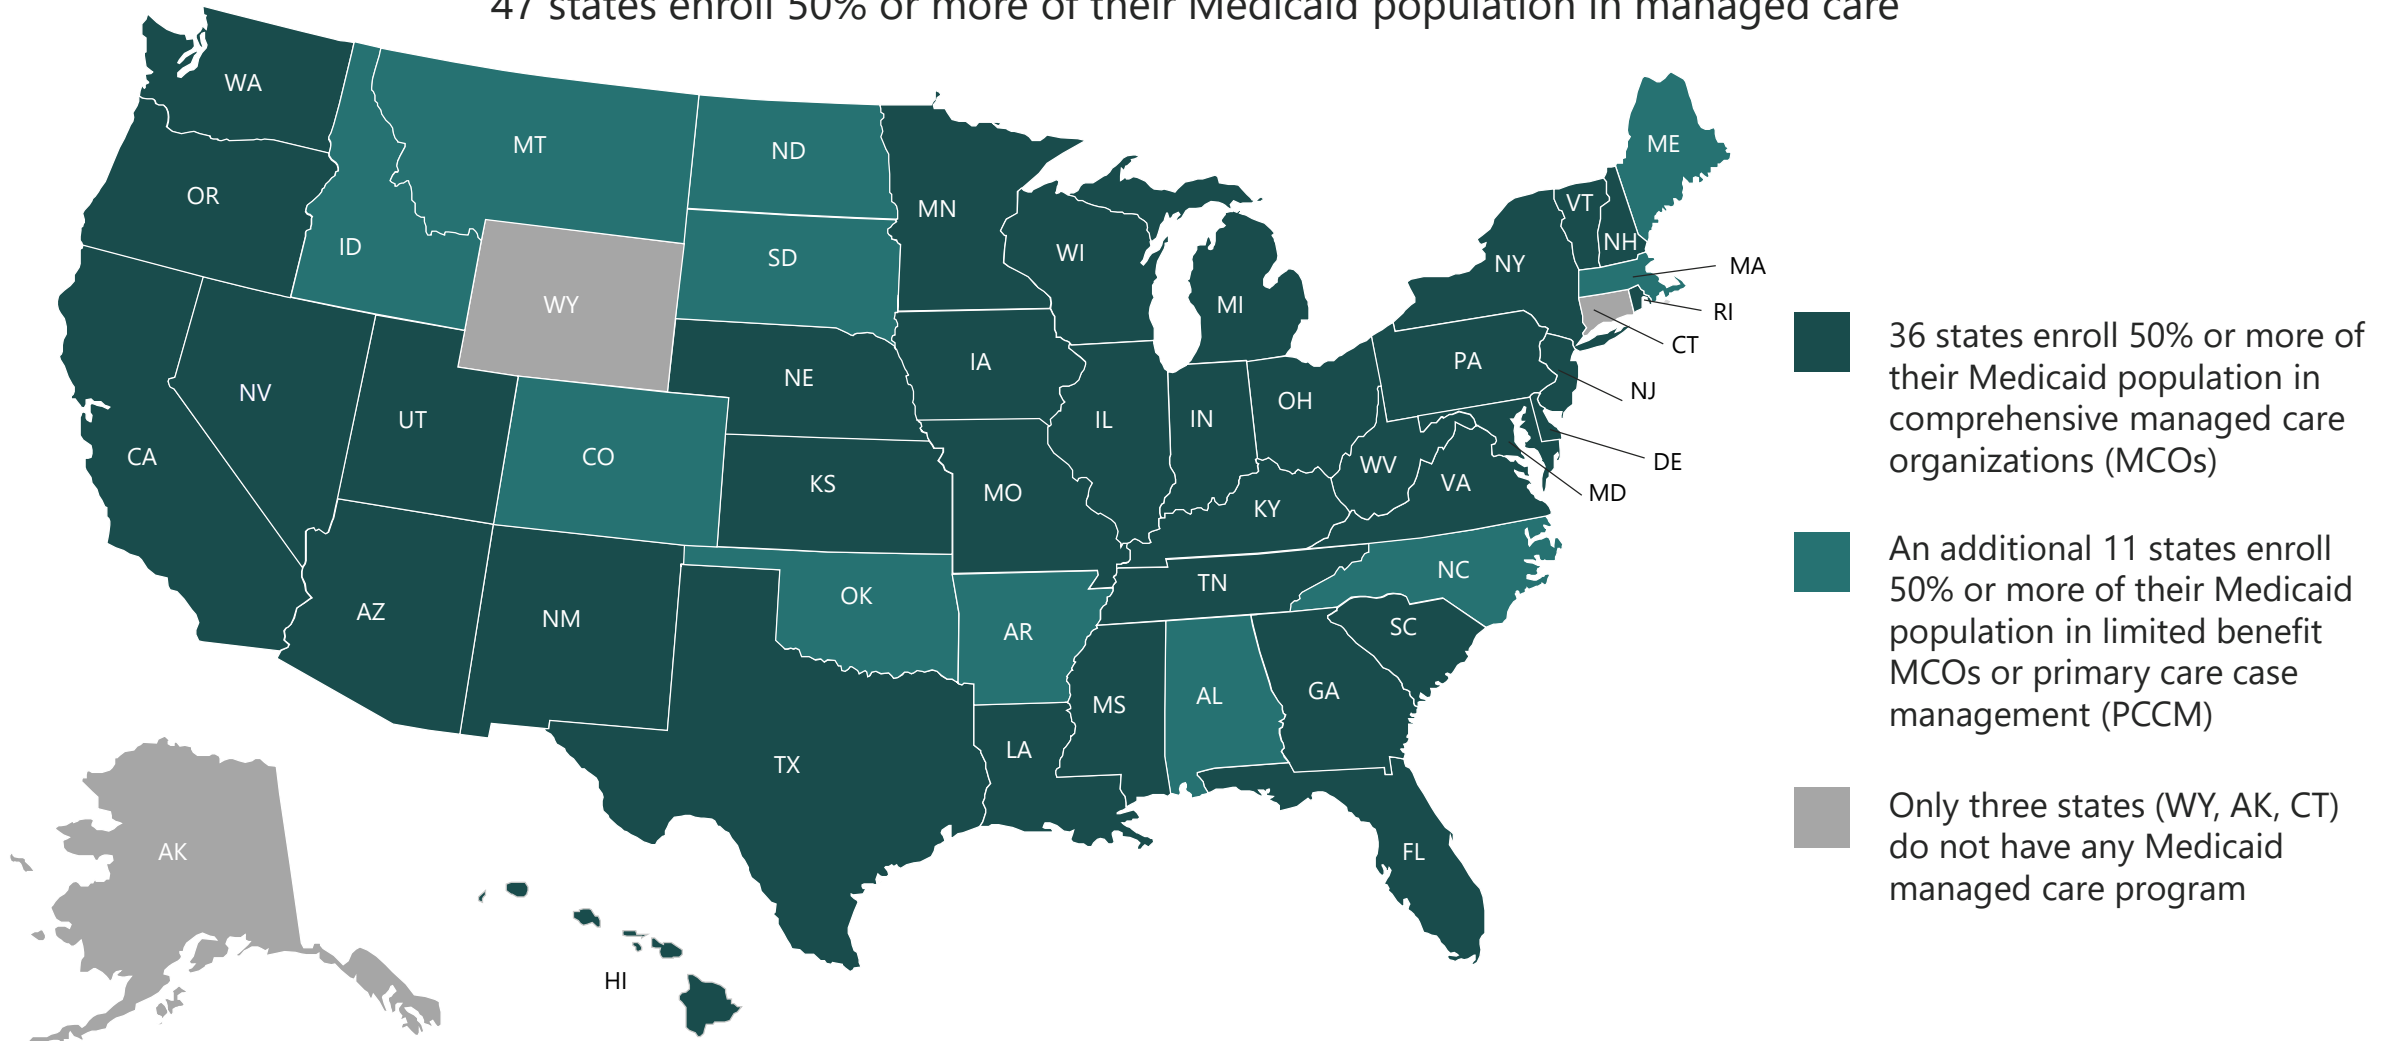 47 states enroll 50% or more of their Medicaid population in managed care
WA
MT
ND
ME
OR
MN
VT
ID
SD
WI
NY
NH
MA
WY
MI
RI
CT
NV
UT
NE
IA
PA
NJ
CA
CO
IL
IN
OH
DE
KS
MO
WV
VA
MD
KY
AZ
NM
OK
AR
TN
NC
SC
TX
LA
MS
AL
GA
AK
FL
HI
36 states enroll 50% or more of
their Medicaid population in
comprehensive managed care
organizations (MCOs)
An additional 11 states enroll
50% or more of their Medicaid
population in limited benefit
MCOs or primary care case
management (PCCM)
Only three states (WY, AK, CT)
do not have any Medicaid
managed care program